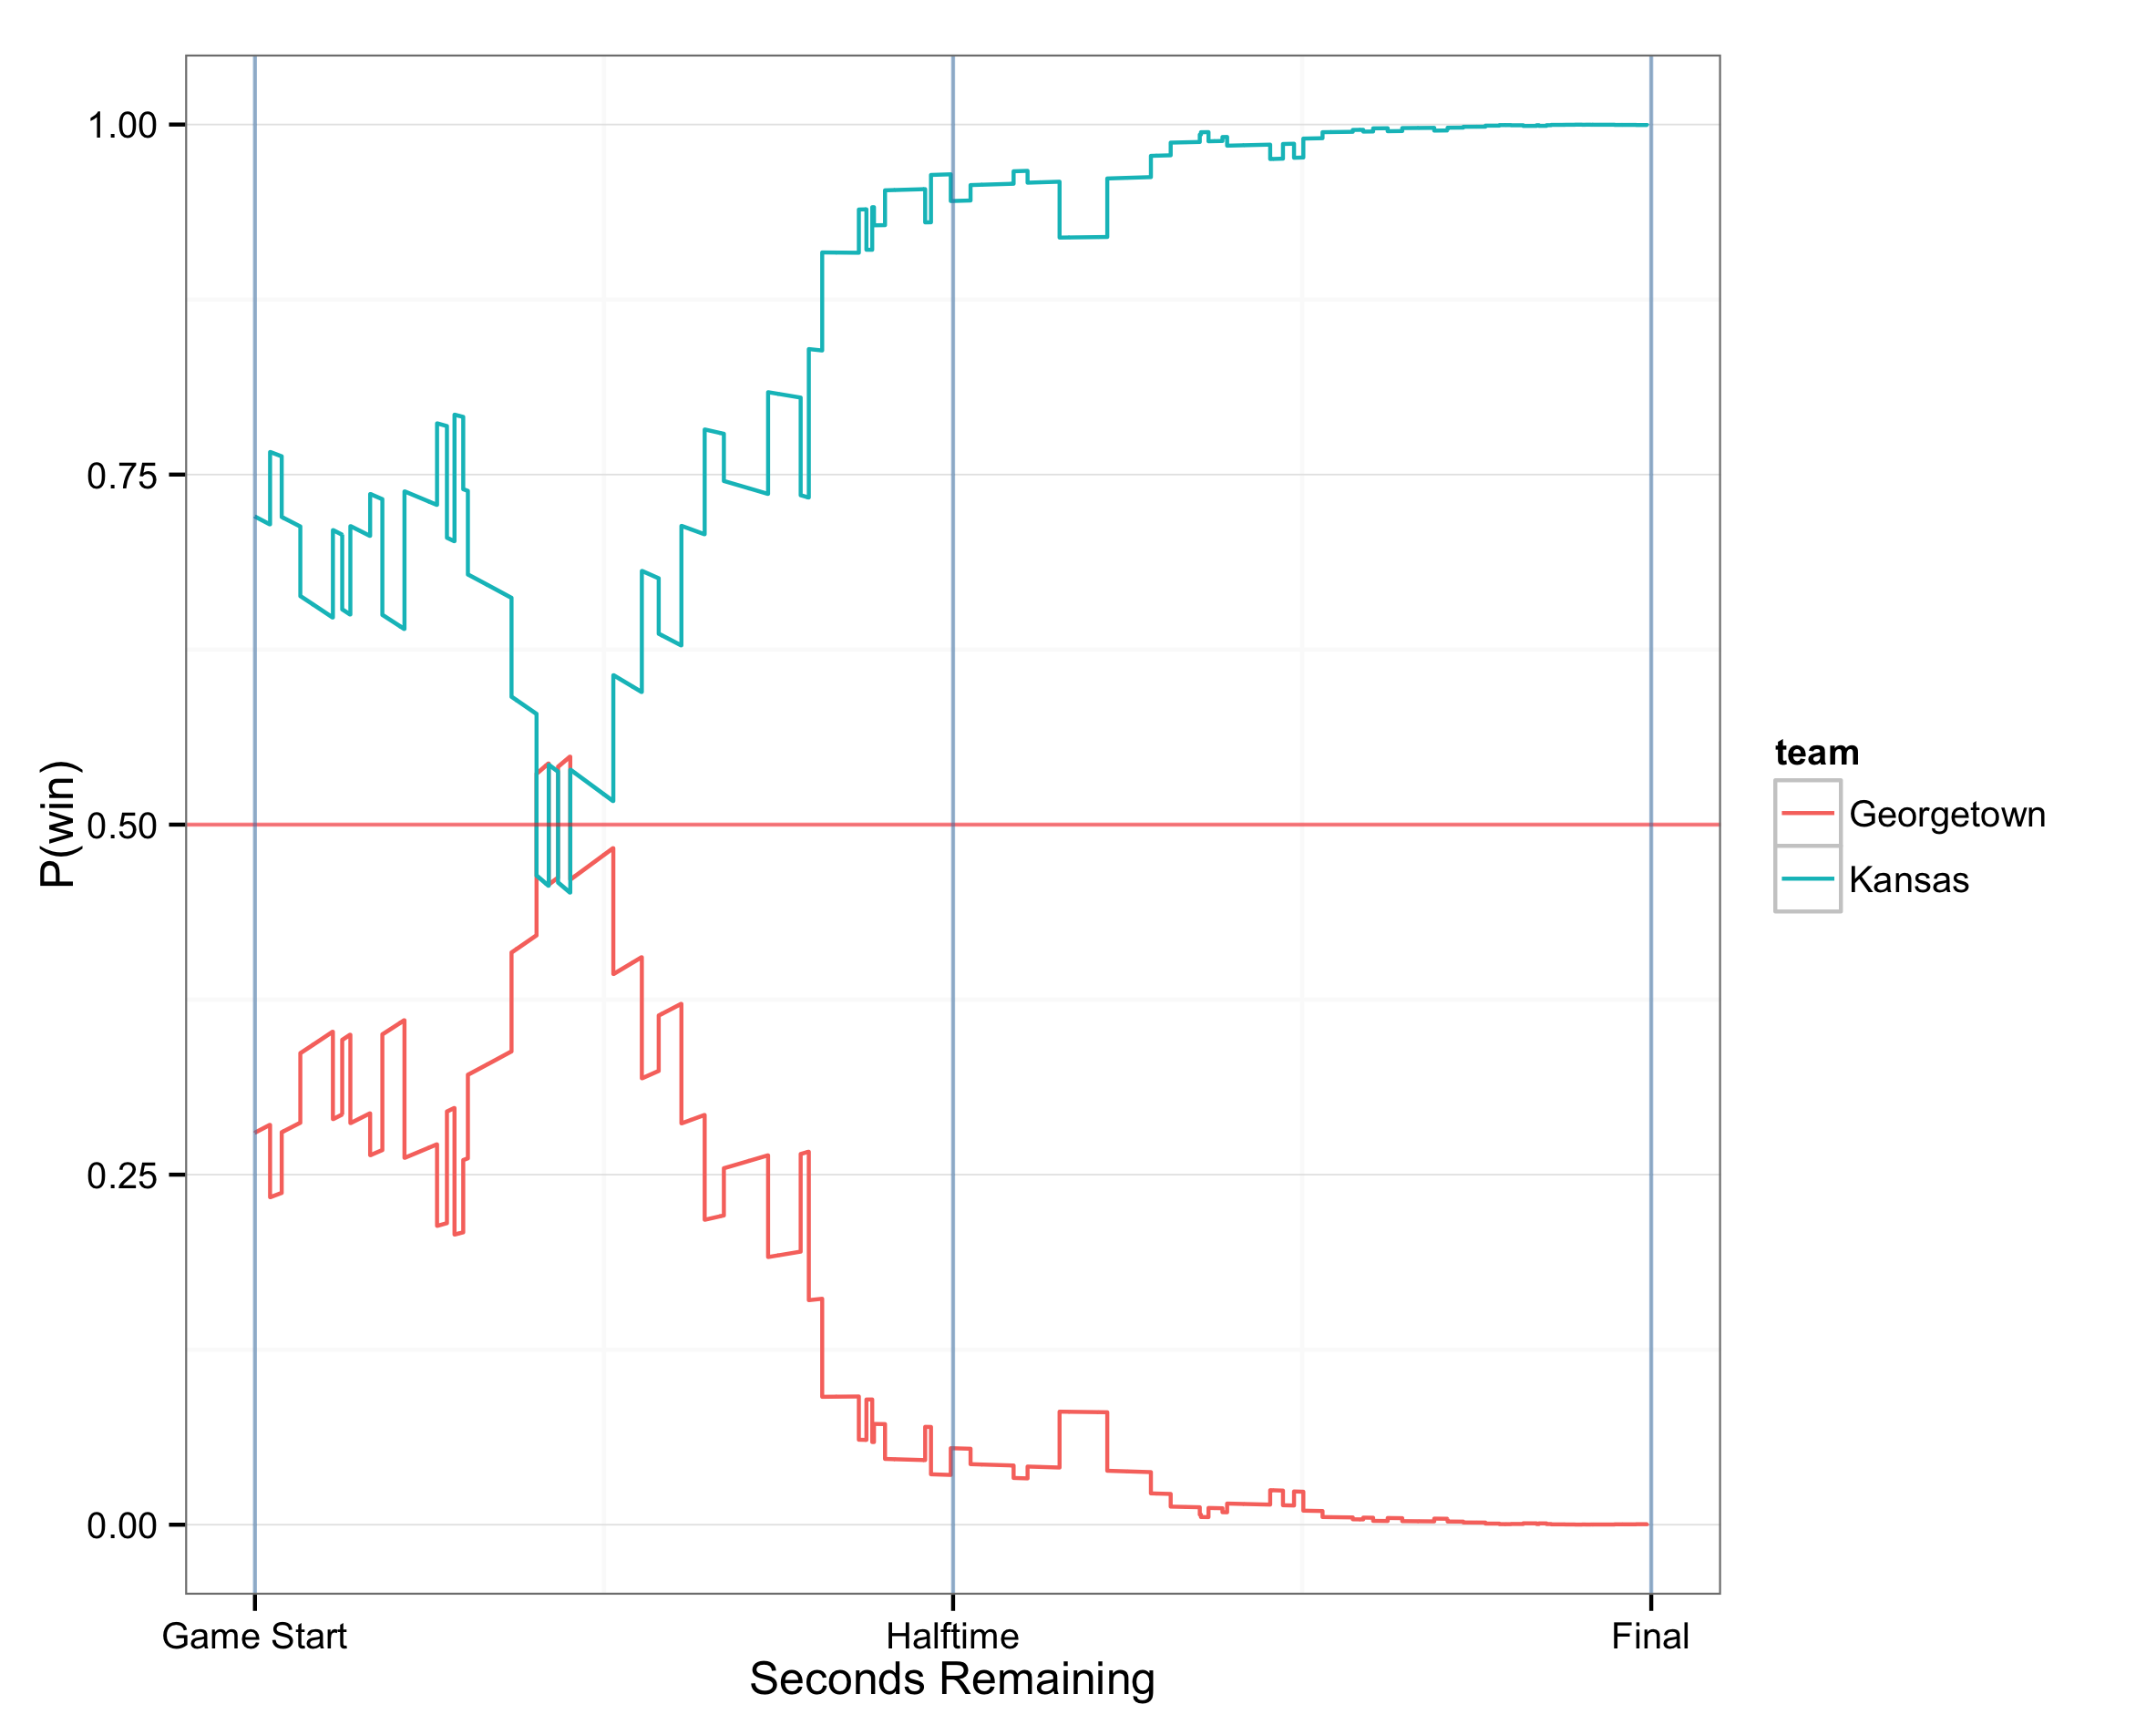 1.00
0.75
0.50
0.25
0.00
P(win)
Game Start
Halftime
Final
Seconds Remaining
team
Georgetown
Kansas